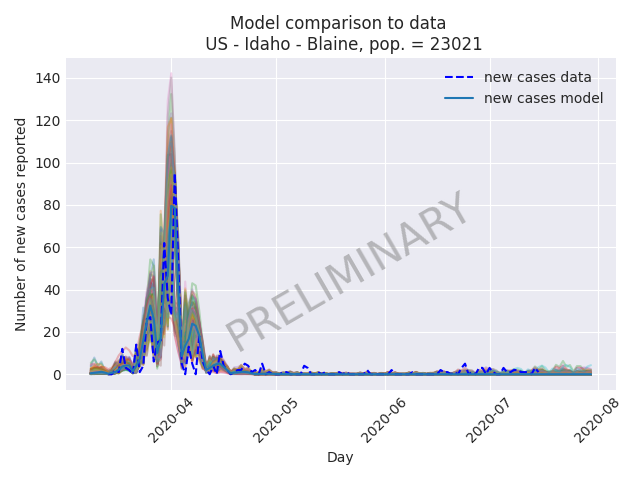 Model comparison to data
US - Idaho - Blaine, pop. = 23021
new cases data
new cases model
Number of new cases reported
140
120
100
80
60
40
20
0
PRELIMINARY
2020-04
2020-05
2020-06
2020-07
2020-08
Day